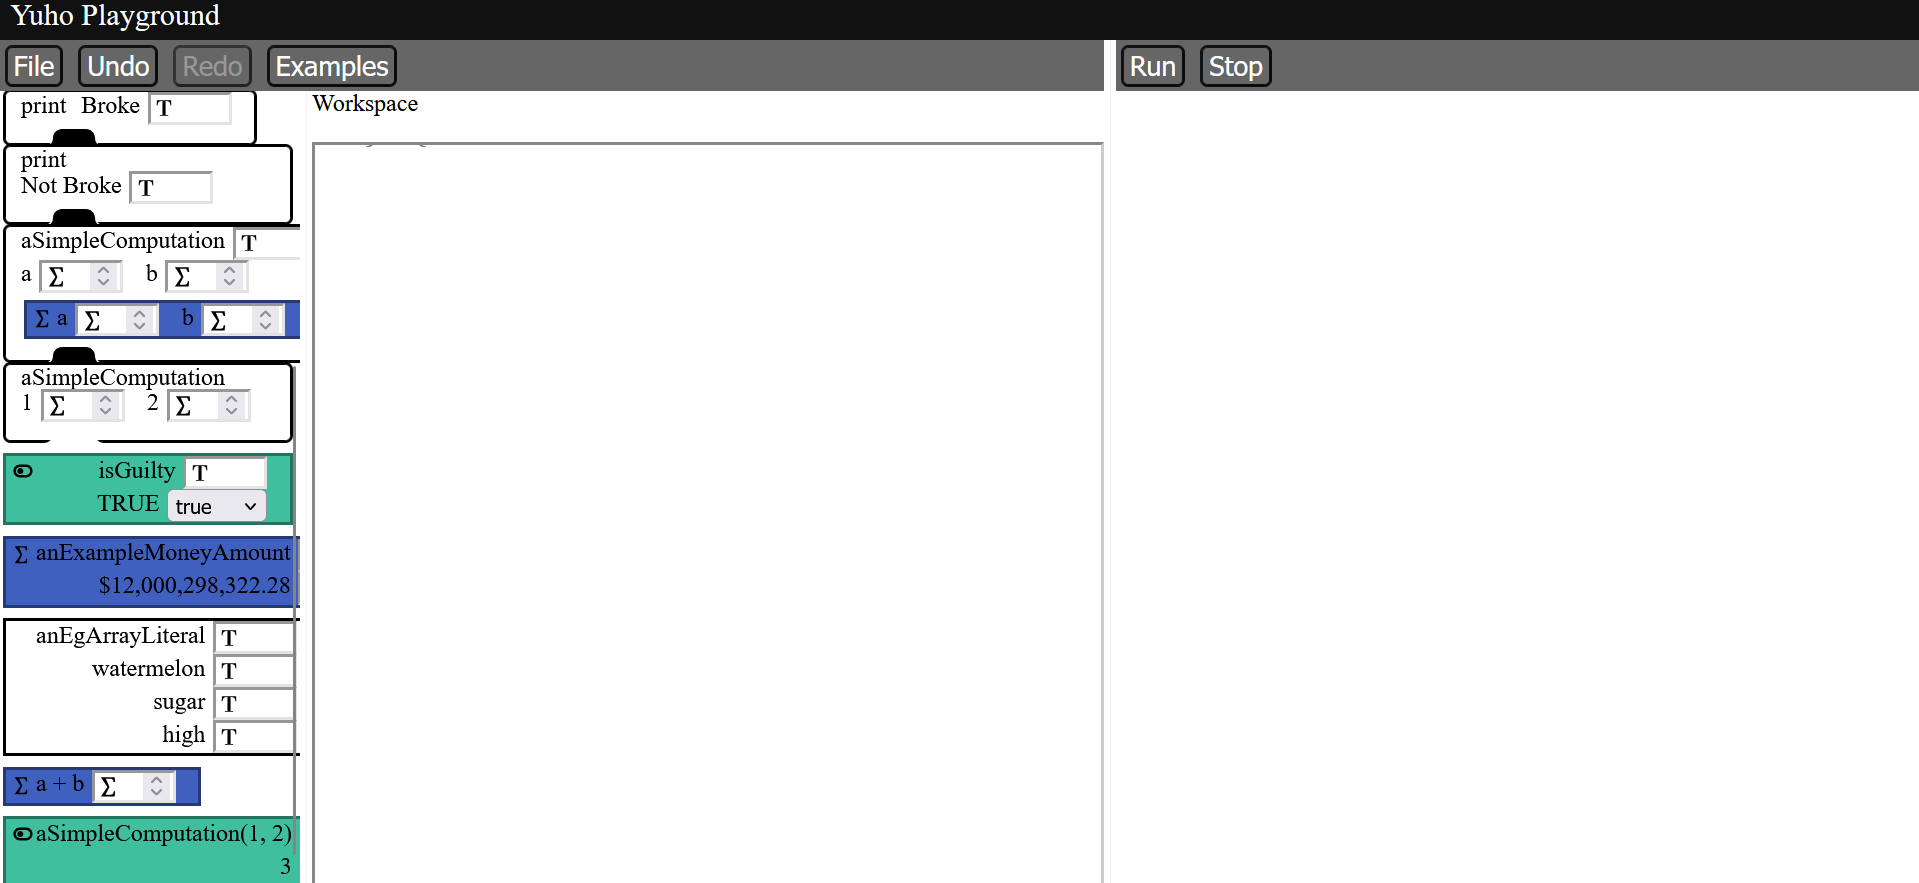 Yuho Playground
File Undo Redo Examples Run Stop
print Broke T
print
Not Broke T
aSimpleComputation T
a Σ b Σ
Σ a Σ b Σ
aSimpleComputation
1 Σ 2 Σ
isGuilty T
TRUE true
Σ anExampleMoneyAmount
$12,000,298,322.28
anEgArrayLiteral T
watermelon T
sugar T
high T
Σ a + b Σ
aSimpleComputation(1, 2)
3
Workspace